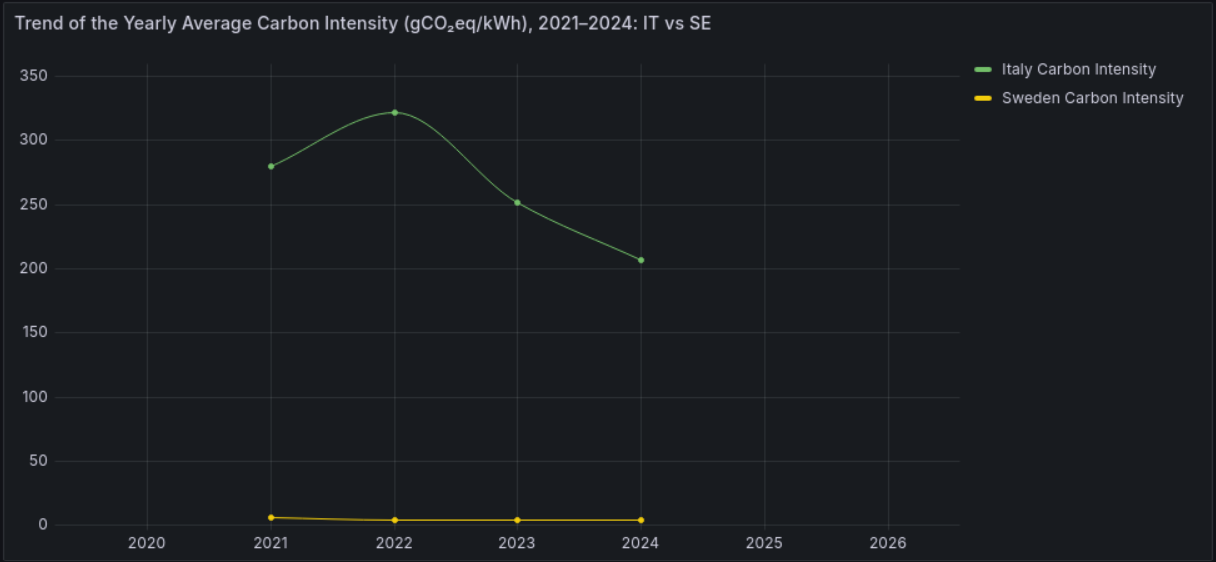 Trend of the Yearly Average Carbon Intensity (gCO₂eq/kWh), 2021–2024: IT vs SE
Italy Carbon Intensity
Sweden Carbon Intensity
350
300
250
200
150
100
50
0
2020 2021 2022 2023 2024 2025 2026